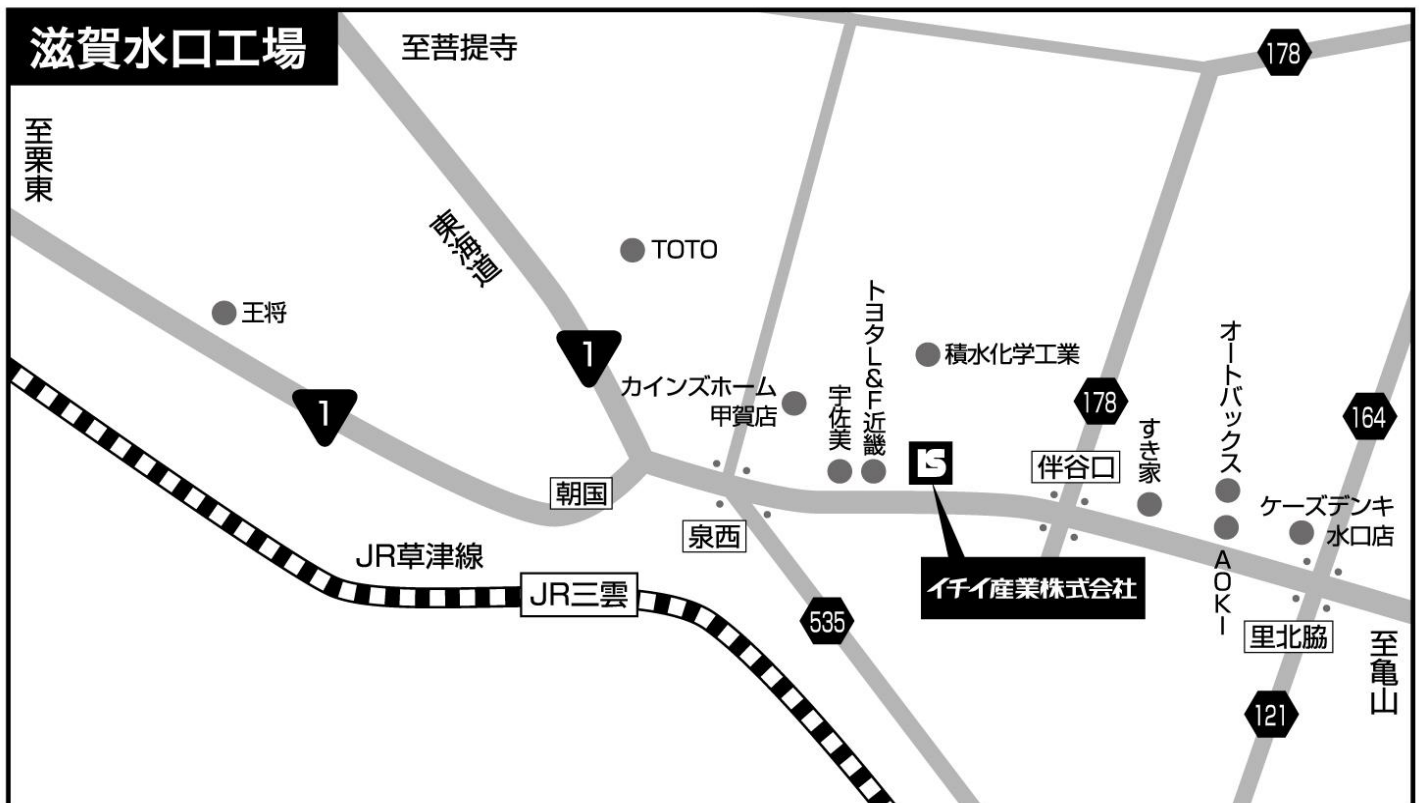 滋賀水口工場
至菩提寺
178
至栗東
東海道
TOTO
王将
1
1
トヨタL&F近畿
積水化学工業
オートバックス
カインズホーム
甲賀店
宇佐美
178
164
すき家
IS
伴谷口
朝国
ケーズデンキ
水口店
泉西
JR草津線
AOKI
JR三雲
イチイ産業株式会社
535
里北脇
至亀山
121